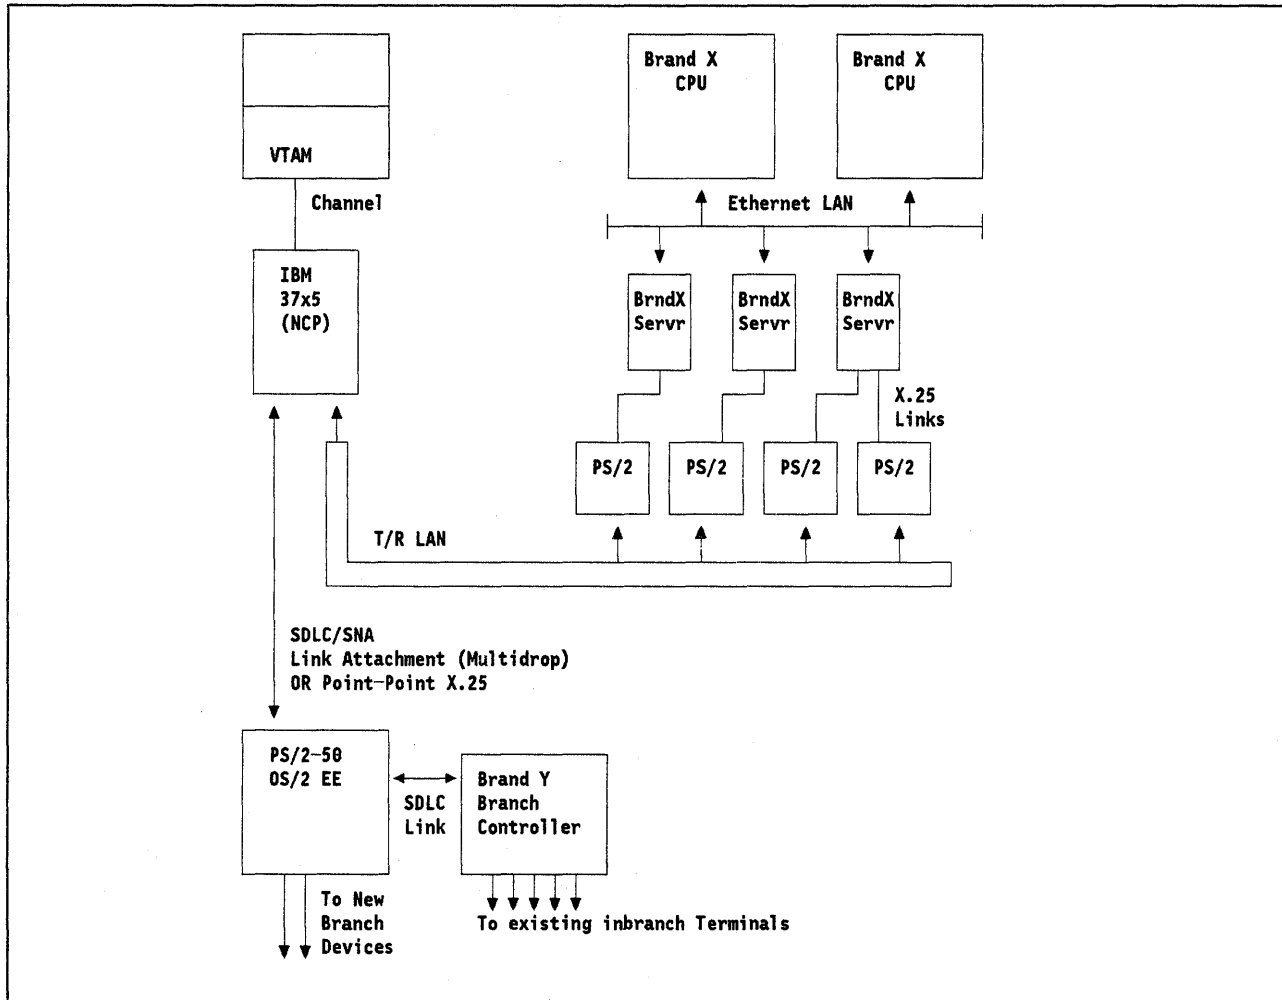 VTAM
Channel
IBM
37x5
(NCP)
Brand X
CPU
Brand X
CPU
Ethernet LAN
BrndX
Servr
BrndX
Servr
BrndX
Servr
X.25
Links
PS/2
PS/2
PS/2
PS/2
T/R LAN
SDLC/SNA
Link Attachment (Multidrop)
OR Point-Point X.25
PS/2-50
OS/2 EE
SDLC
Link
Brand Y
Branch
Controller
To New
Branch
Devices
To existing inbranch Terminals